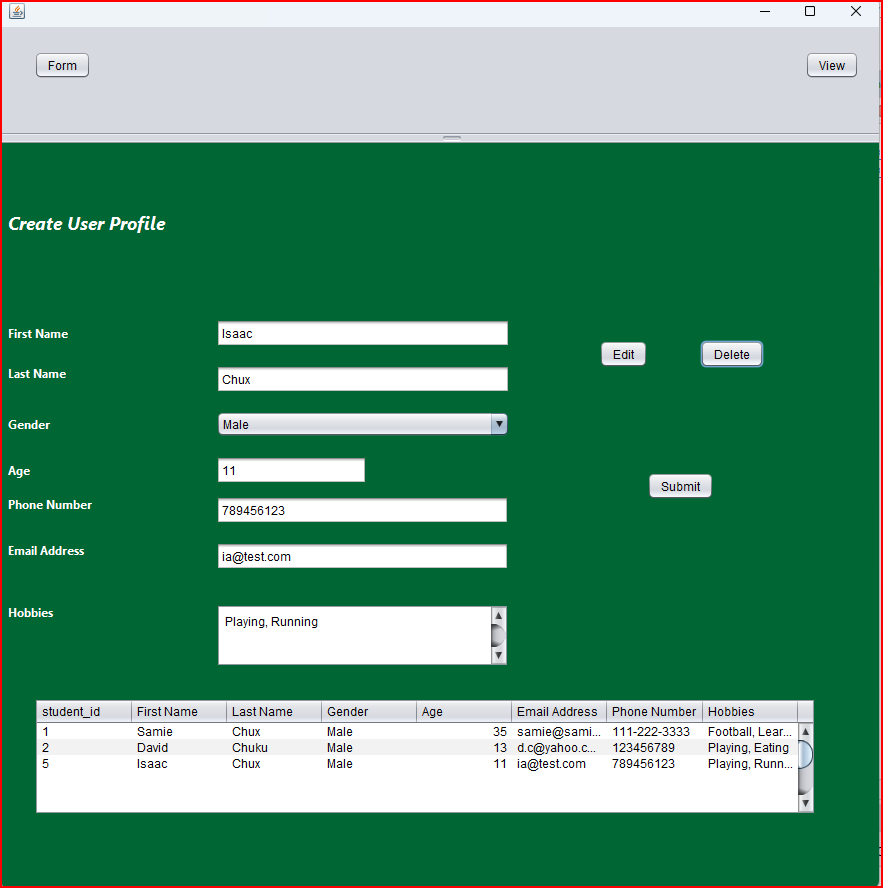 Form View
Create User Profile
First Name Isaac
Edit Delete
Last Name Chux
Gender Male
Age 11
Submit
Phone Number 789456123
Email Address ia@test.com
Hobbies Playing, Running
student_id First Name Last Name Gender Age Email Address Phone Number Hobbies
1 Samie Chux Male 35 samie@sami... 111-222-3333 Football, Lear...
2 David Chuku Male 13 d.c@yahoo.c... 123456789 Playing, Eating
5 Isaac Chux Male 11 ia@test.com 789456123 Playing, Runn...